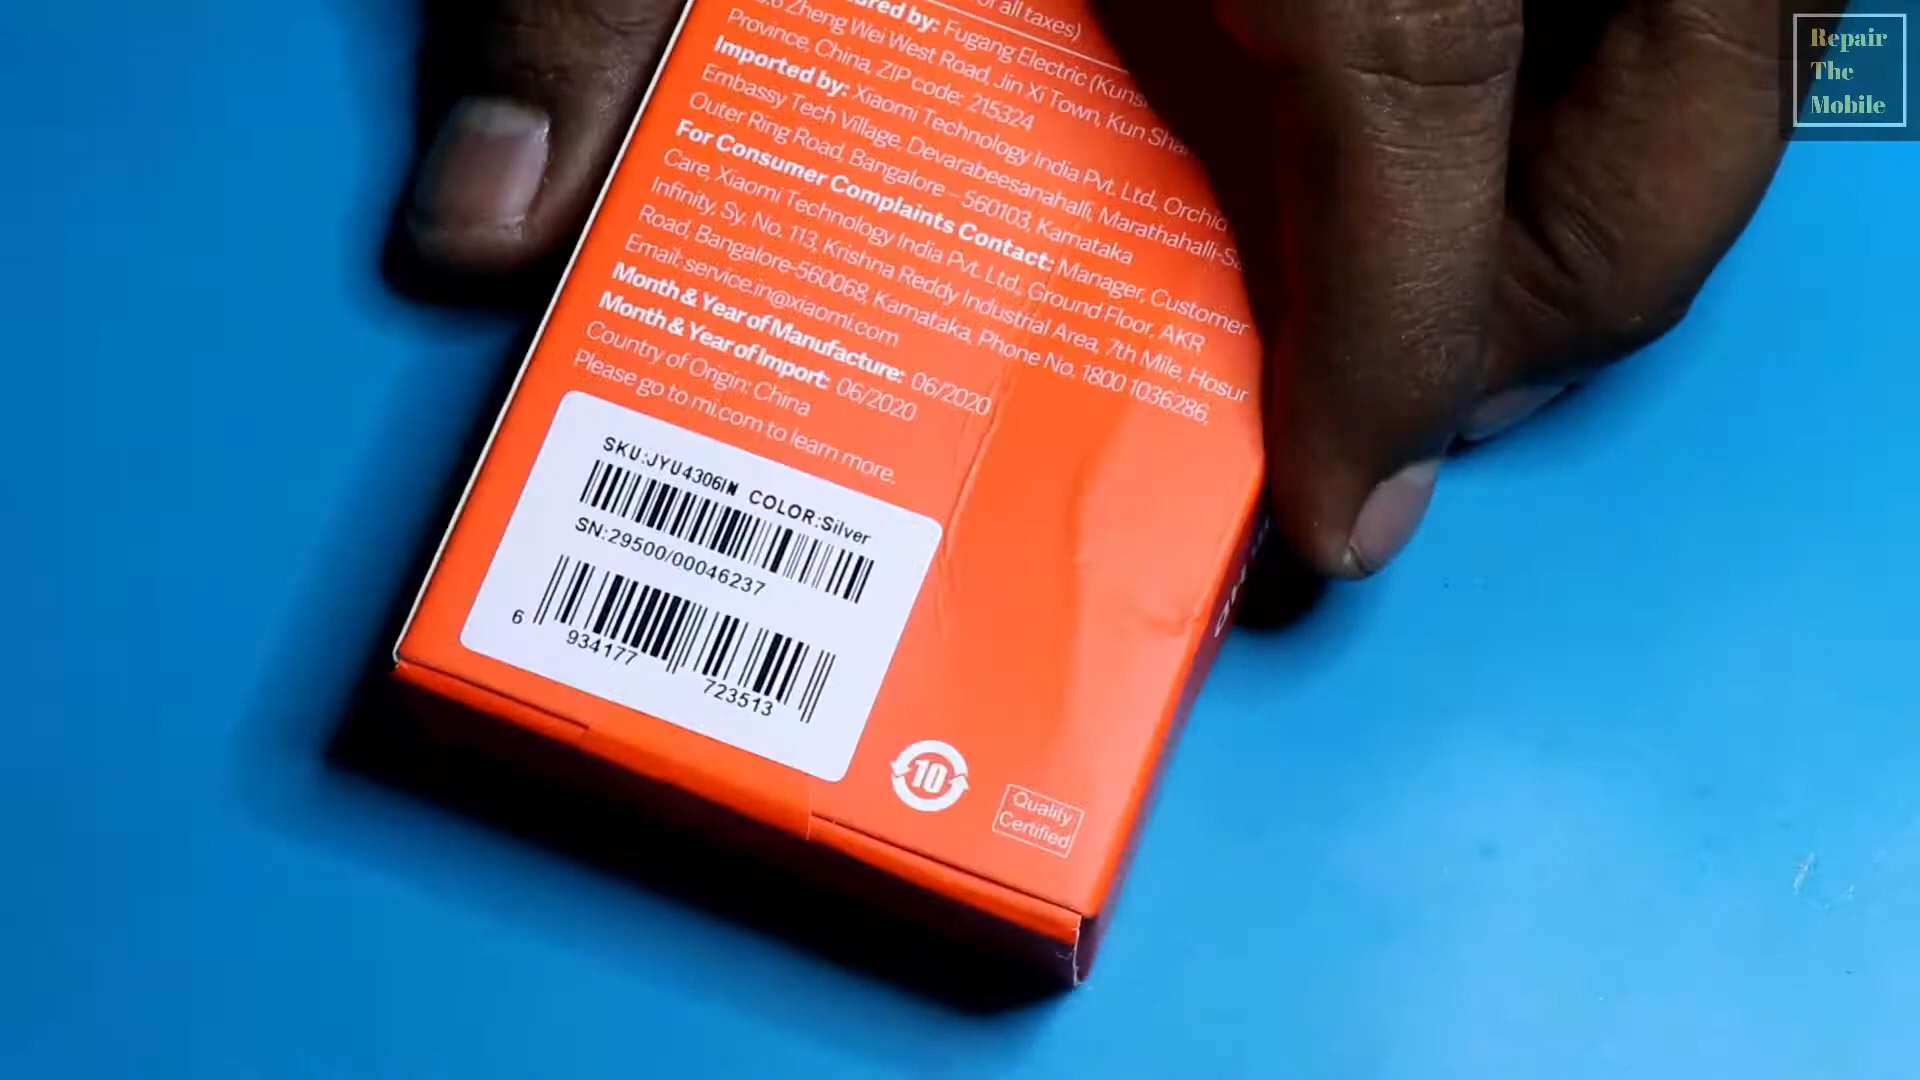 of all taxes)
by: Fugang Electric
Zheng Wei West Road, Jin Xi Town, Kun
Province, China, ZIP code: 215324
Imported by: Xiaomi Technology India Pvt. Ltd, Orchid
Embassy Tech Village, Devarabeesanahalli, Marathahalli-
Outer Ring Road, Bangalore – 560103, Karnataka
For Consumer Complaints Contact: Manager, Customer
Care, Xiaomi Technology India Pvt. Ltd, Ground Floor, AKR
Infinity, Sy. No. 113, Krishna Reddy Industrial Area, 7th Mile, Hosur
Road, Bangalore-560068, Karnataka, Phone No. 1800 1036286,
Email: service.in@xiaomi.com
Month & Year of Manufacture: 06/2020
Month & Year of Import: 06/2020
Country of Origin: China
Please go to mi.com to learn more.
SKU:JYU4306IN COLOR:Silver
SN:29500/00046237
6 934177 723513
10
Quality
Certified
Repair
The
Mobile